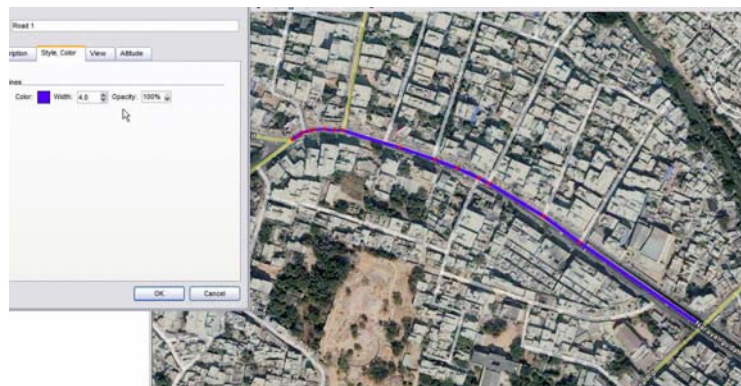 Road 1
ription
Style, Color
View
Altitude
ines
Color:
Width: 4.0
Opacity: 100%
OK
Cancel